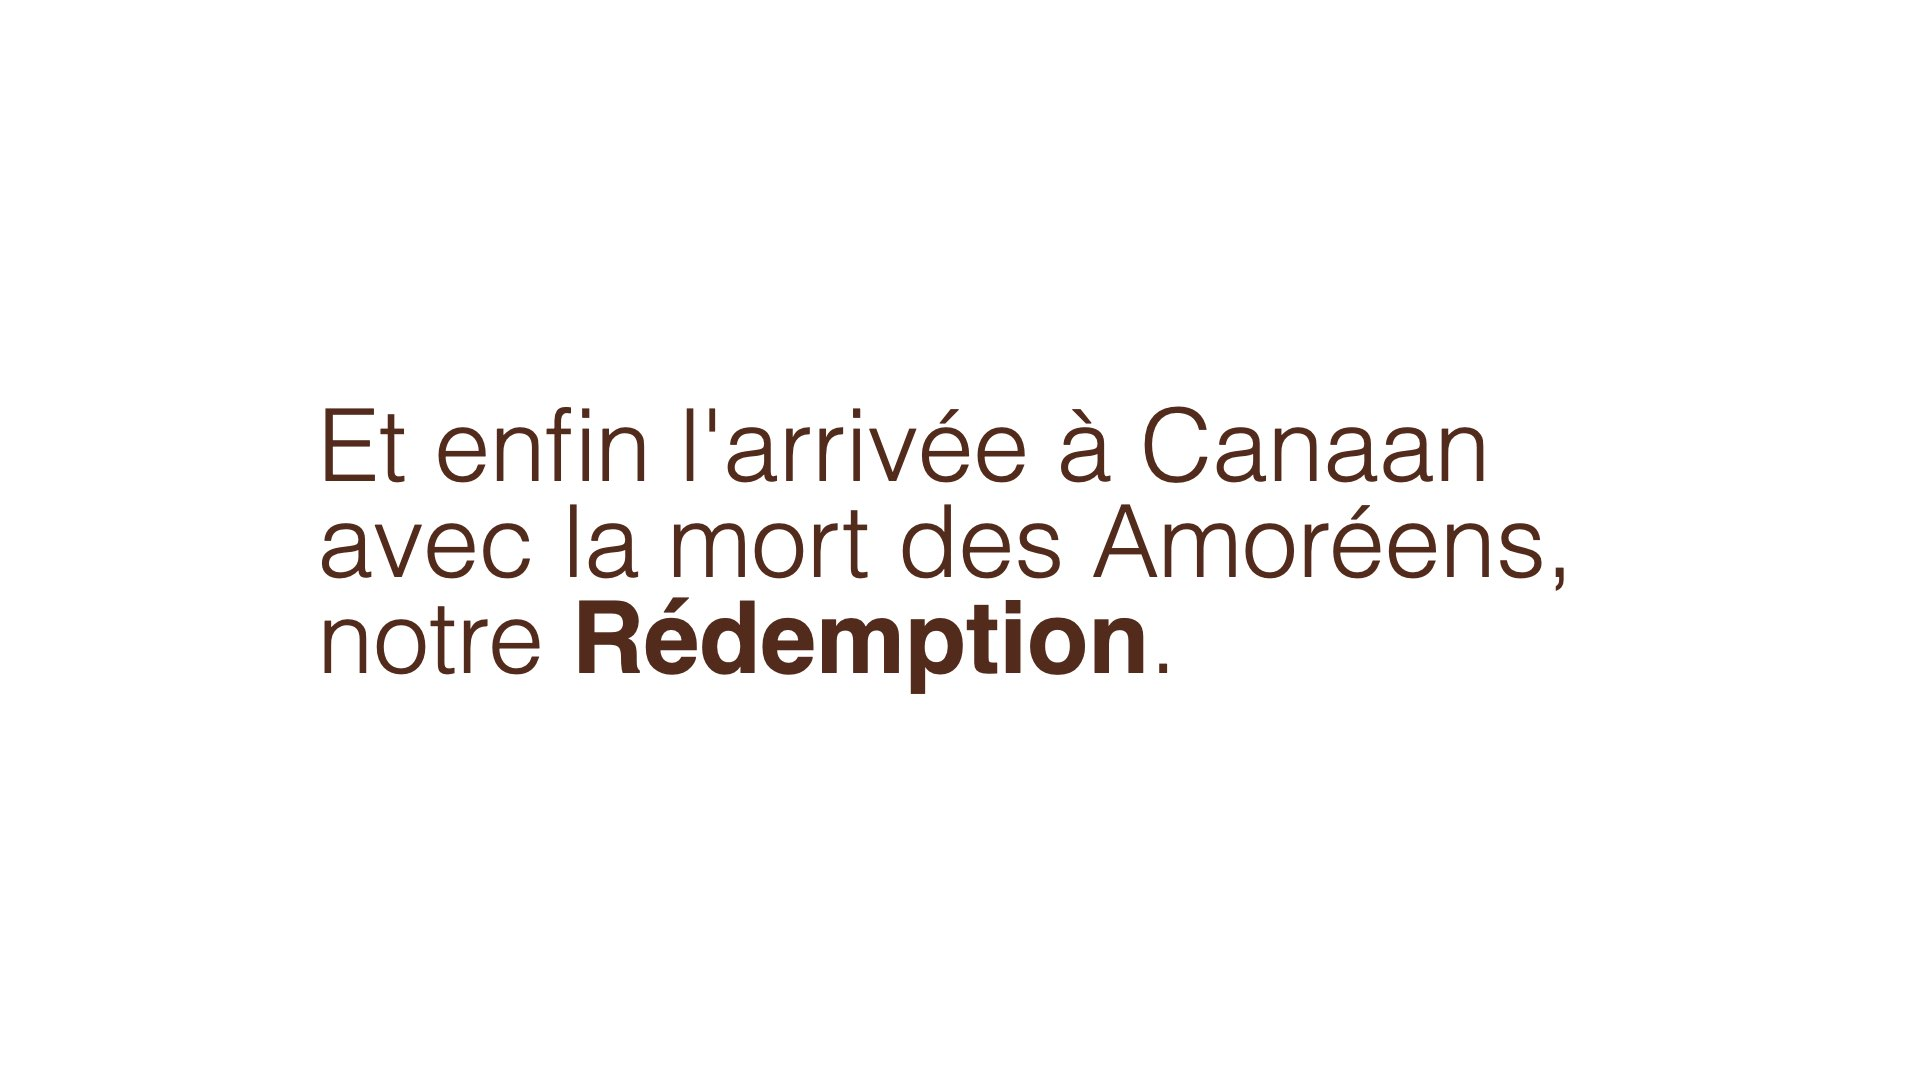 Et enfin l'arrivée à Canaan
avec la mort des Amoréens,
notre Rédemption.